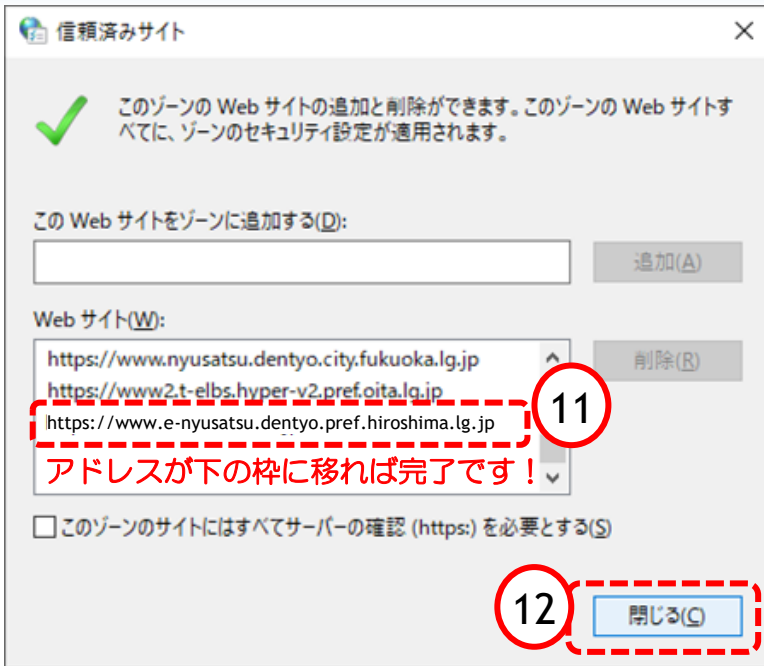 信頼済みサイト
このゾーンの Web サイトの追加と削除ができます。このゾーンの Web サイトす
べてに、ゾーンのセキュリティ設定が適用されます。
この Web サイトをゾーンに追加する(D):
追加(A)
Web サイト(W):
https://www.nyusatsu.dentyo.city.fukuoka.lg.jp
削除(R)
https://www2.t-elbs.hyper-v2.pref.oita.lg.jp
https://www.e-nyusatsu.dentyo.pref.hiroshima.lg.jp
11
アドレスが下の枠に移れば完了です！
このゾーンのサイトにはすべてサーバーの確認 (https:) を必要とする(S)
12
閉じる(C)